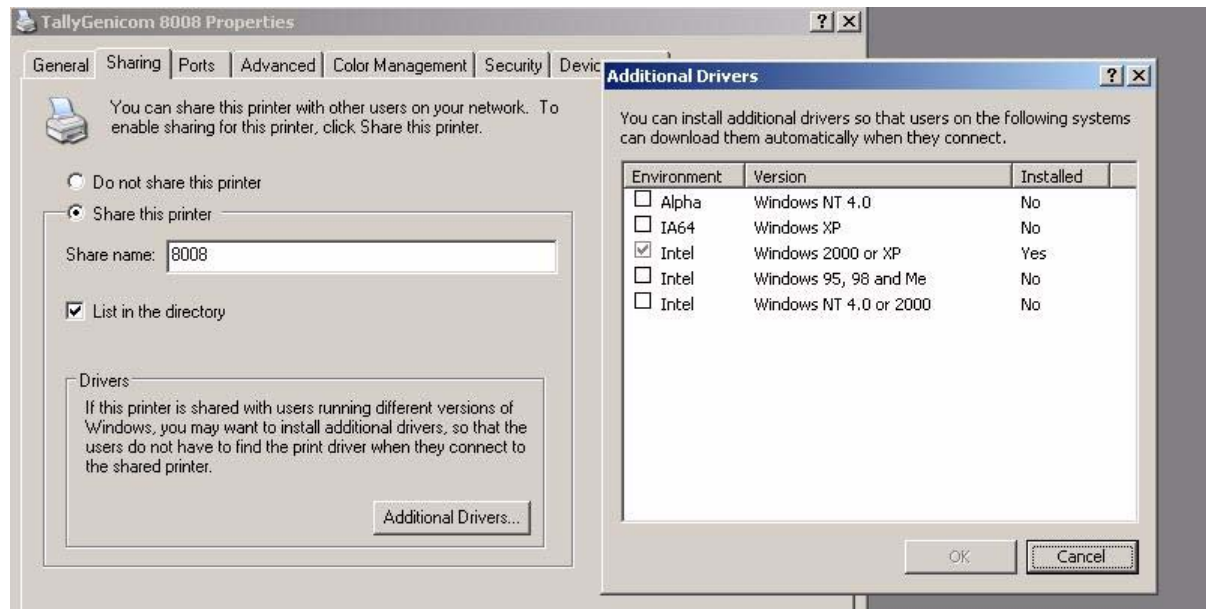 TallyGenicom 8008 Properties
General Sharing Ports Advanced Color Management Security
You can share this printer with other users on your network. To
enable sharing for this printer, click Share this printer.
Do not share this printer
Share this printer
Share name: 8008
List in the directory
Drivers
If this printer is shared with users running different versions of
Windows, you may want to install additional drivers, so that the
users do not have to find the print driver when they connect to
the shared printer.
Additional Drivers...
Additional Drivers
You can install additional drivers so that users on the following systems
can download them automatically when they connect.
Environment Version Installed
Alpha Windows NT 4.0 No
IA64 Windows XP No
Intel Windows 2000 or XP Yes
Intel Windows 95, 98 and Me No
Intel Windows NT 4.0 or 2000 No
OK Cancel